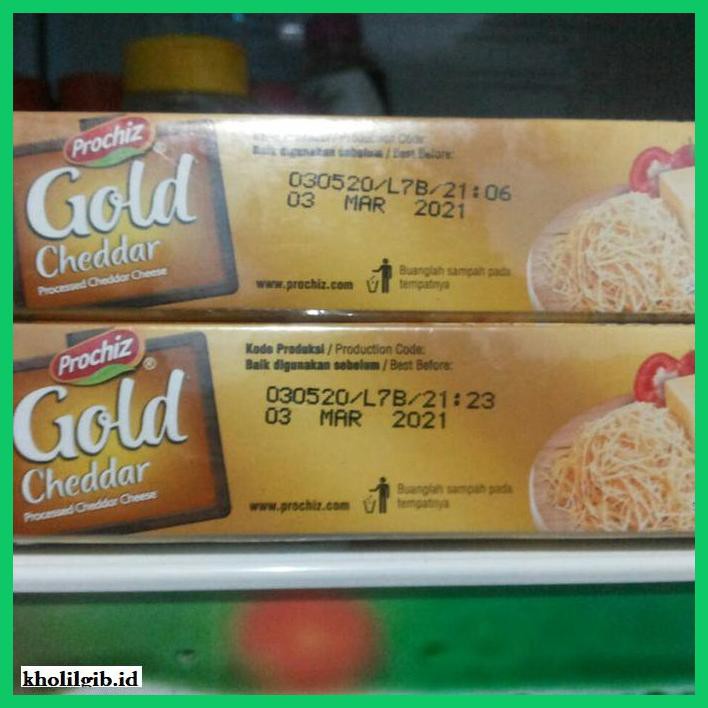 Prochiz
Gold
Cheddar
Processed Cheddar Cheese
Production Code:
Baik digunakan sebelum / Best Before:
030520/L7B/21:06
03 MAR 2021
www.prochiz.com
Buanglah sampah pada
tempatnya
Prochiz
Gold
Cheddar
Processed Cheddar Cheese
Kode Produksi / Production Code:
Baik digunakan sebelum / Best Before:
030520/L7B/21:23
03 MAR 2021
www.prochiz.com
Buanglah sampah pada
tempatnya
kholilgib.id